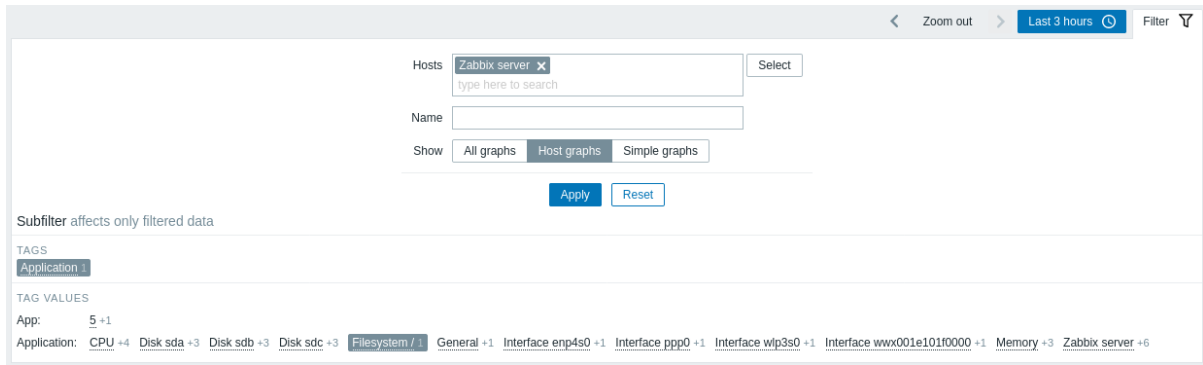 Zoom out Last 3 hours Filter
Hosts Zabbix server Select
type here to search
Name
Show All graphs Host graphs Simple graphs
Apply Reset
Subfilter affects only filtered data
TAGS
Application 1
TAG VALUES
App: 5 +1
Application: CPU +4 Disk sda +3 Disk sdb +3 Disk sdc +3 Filesystem / 1 General +1 Interface enp4s0 +1 Interface ppp0 +1 Interface wlp3s0 +1 Interface wwx001e101f0000 +1 Memory +3 Zabbix server +6